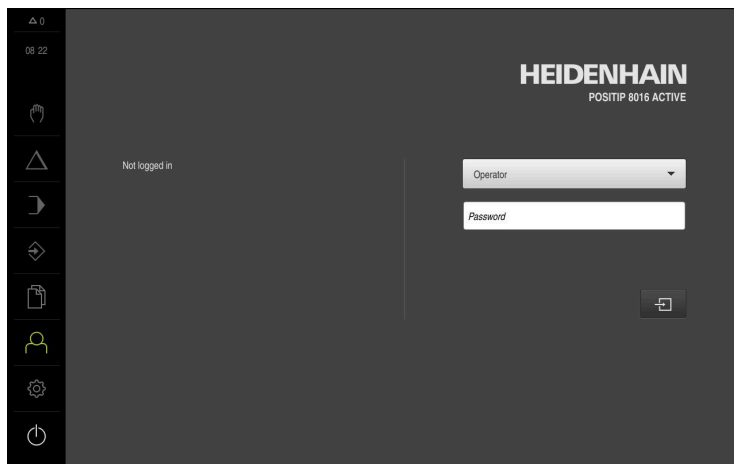 0
08 22
HEIDENHAIN
POSITIP 8016 ACTIVE
Not logged in
Operator
Password